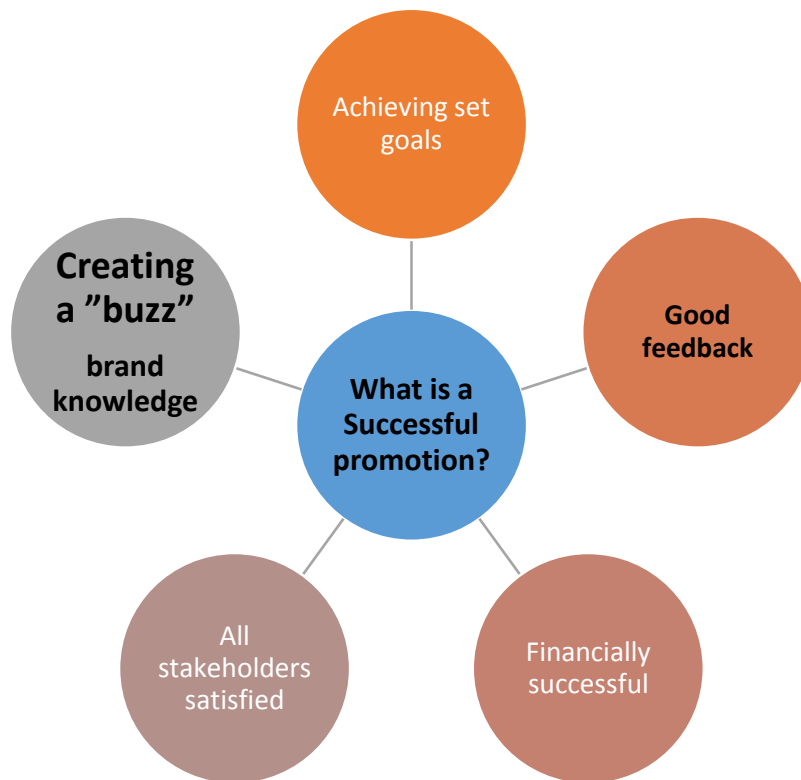 Achieving set
goals
Creating
a ”buzz”
brand
knowledge
Good
feedback
What is a
Successful
promotion?
All
stakeholders
satisfied
Financially
successful